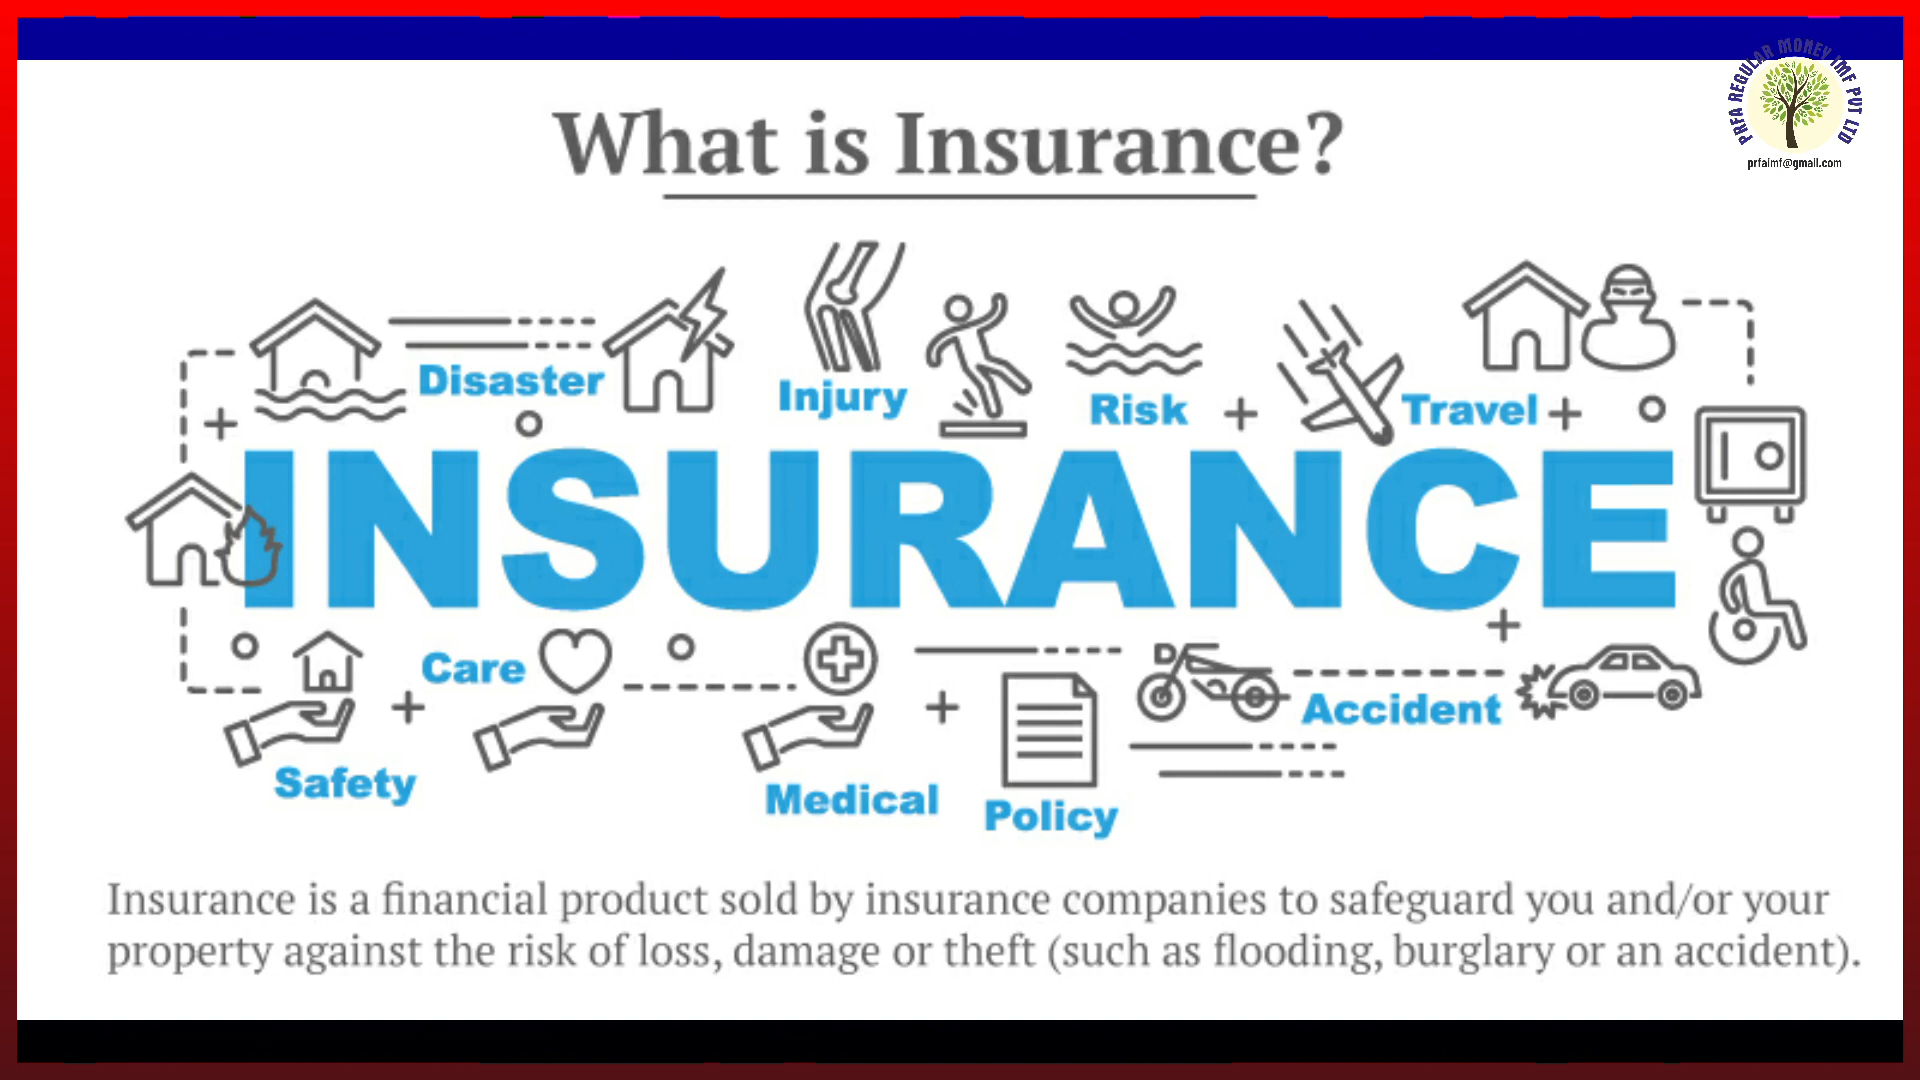 PRFA REGULAR MONEY IMF PVT LTD
prfaimf@gmail.com
What is Insurance?
Disaster
Injury
Risk
Travel
INSURANCE
Care
Accident
Safety
Medical
Policy
Insurance is a financial product sold by insurance companies to safeguard you and/or your
property against the risk of loss, damage or theft (such as flooding, burglary or an accident).